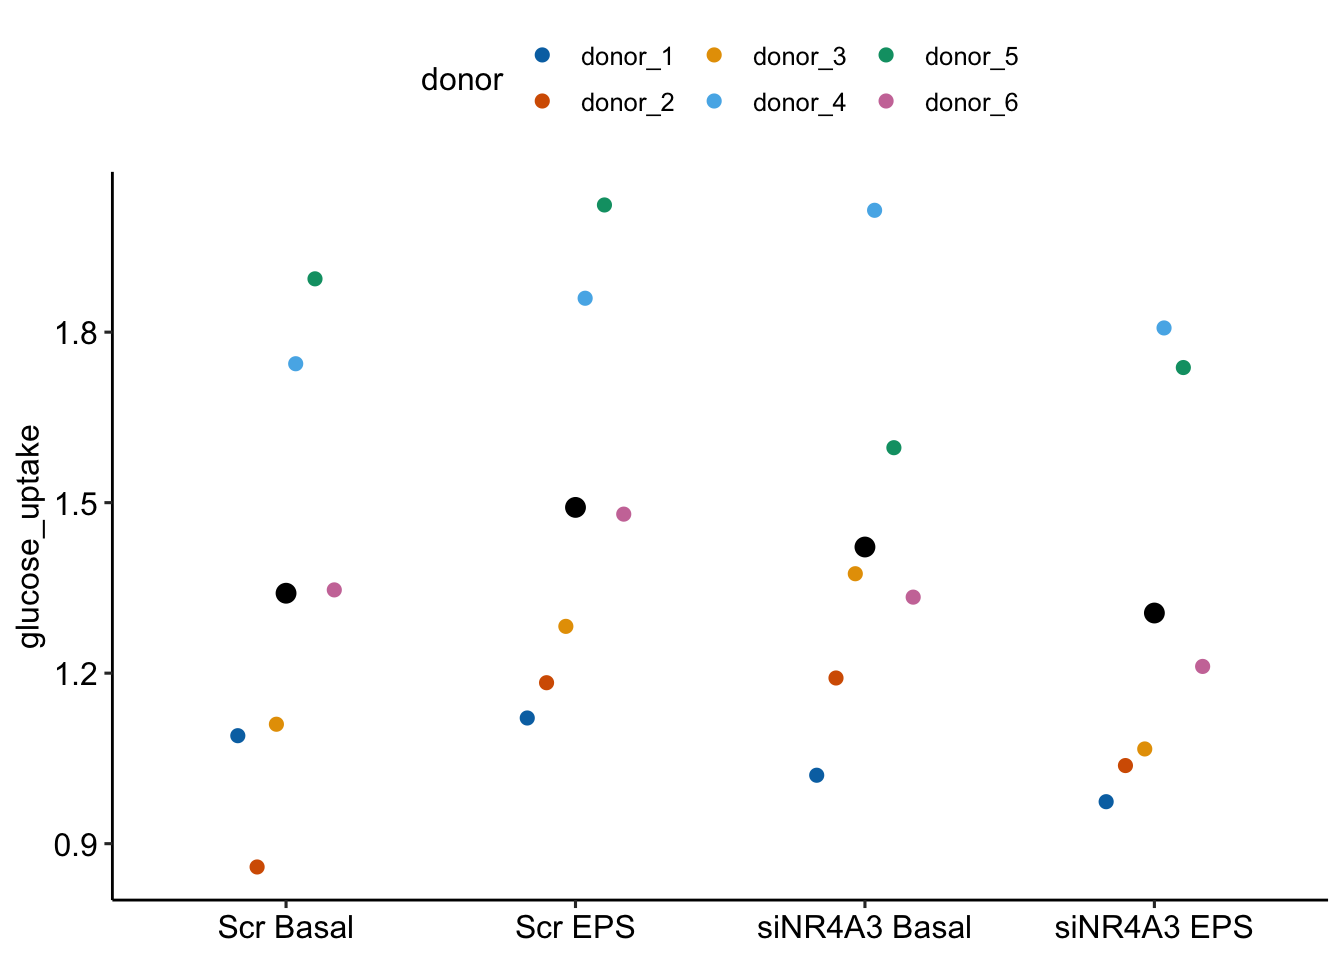 donor
donor_1 donor_3 donor_5
donor_2 donor_4 donor_6
glucose_uptake
1.8
1.5
1.2
0.9
Scr Basal Scr EPS siNR4A3 Basal siNR4A3 EPS